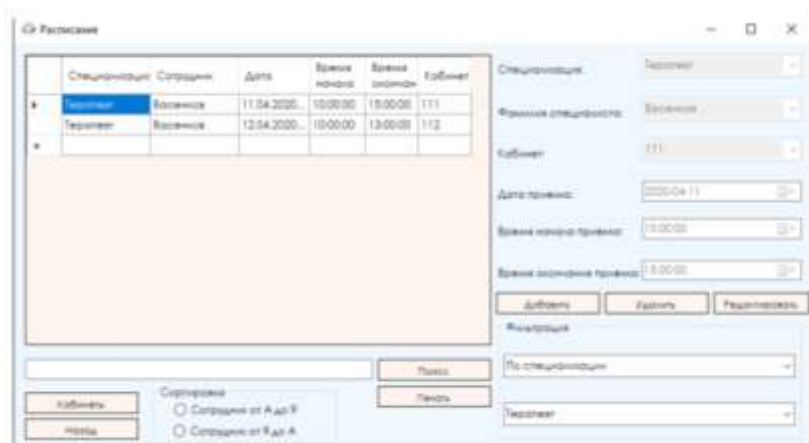 Расписание
Специализация Сотрудник Дата Время начала Время окончан Кабинет
Терапевт Васенков 11.04.2020... 10:00:00 15:00:00 111
Терапевт Васенков 12.04.2020... 10:00:00 13:00:00 112
Специализация: Терапевт
Фамилия специалиста: Васенков
Кабинет: 111
Дата приема: 2020-04-11
Время начала приема: 10:00:00
Время окончания приема: 15:00:00
Добавить Удалить Редактировать
Фильтрация
По специализации
Терапевт
Поиск
Печать
Кабинеты
Назад
Сортировка
Сотрудник от А до Я
Сотрудник от Я до А